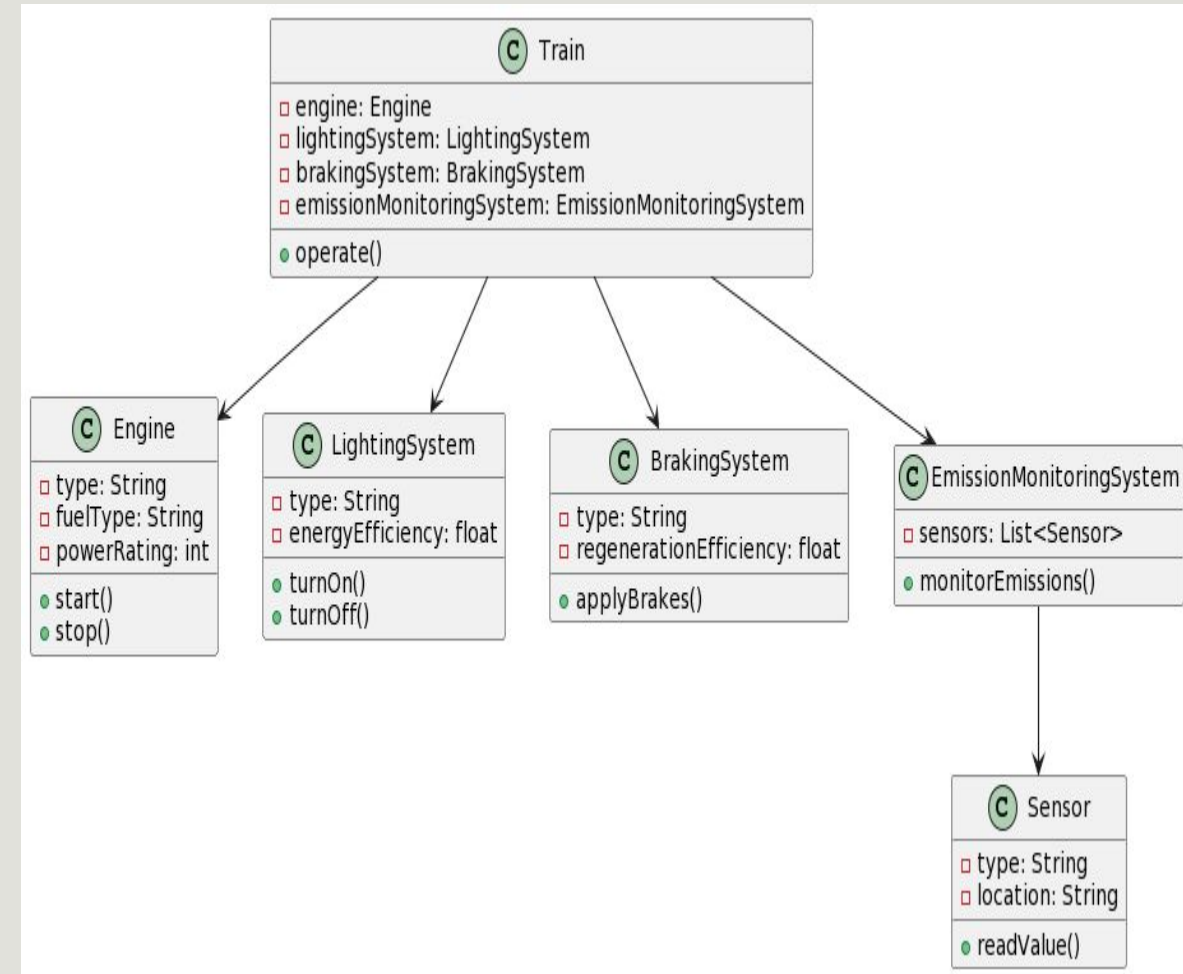 C Train
engine: Engine
lightingSystem: LightingSystem
brakingSystem: BrakingSystem
emissionMonitoringSystem: EmissionMonitoringSystem
operate()
C Engine
type: String
fuelType: String
powerRating: int
start()
stop()
C LightingSystem
type: String
energyEfficiency: float
turnOn()
turnOff()
C BrakingSystem
type: String
regenerationEfficiency: float
applyBrakes()
C EmissionMonitoringSystem
sensors: List<Sensor>
monitorEmissions()
C Sensor
type: String
location: String
readValue()